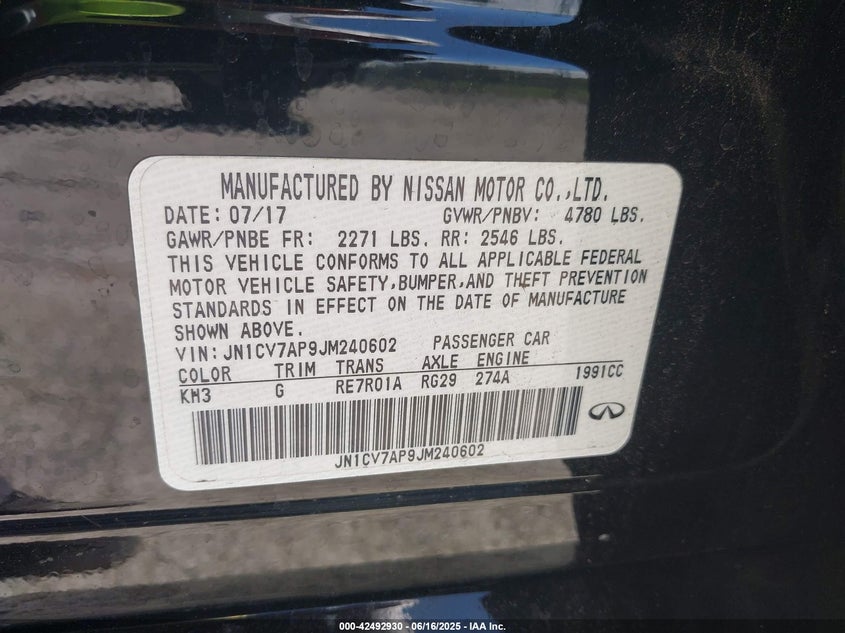 MANUFACTURED BY NISSAN MOTOR CO.,LTD.
DATE: 07/17 GVWR/PNBV: 4780 LBS.
GAWR/PNBE FR: 2271 LBS. RR: 2546 LBS.
THIS VEHICLE CONFORMS TO ALL APPLICABLE FEDERAL
MOTOR VEHICLE SAFETY,BUMPER,AND THEFT PREVENTION
STANDARDS IN EFFECT ON THE DATE OF MANUFACTURE
SHOWN ABOVE.
VIN: JN1CV7AP9JM240602 PASSENGER CAR
COLOR TRIM TRANS AXLE ENGINE
KH3 G RE7R01A RG29 274A 1991CC
JN1CV7AP9JM240602
000-42492930 - 06/16/2025 - IAA Inc.